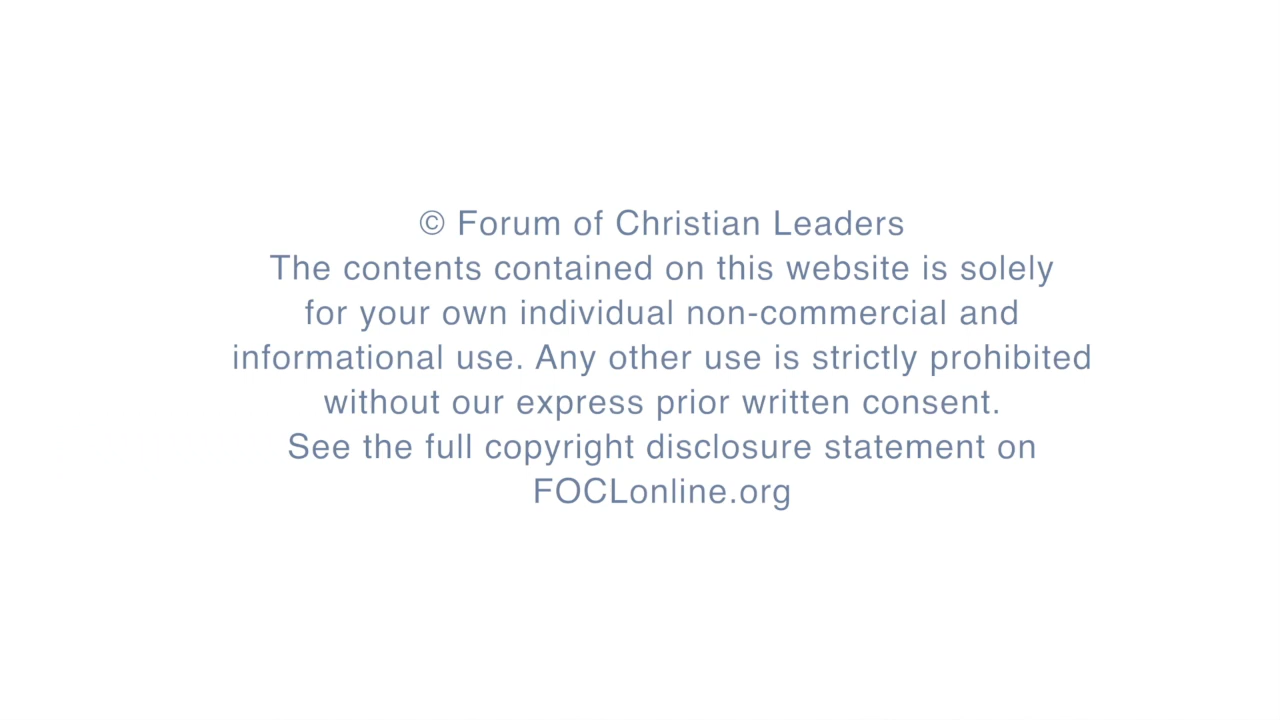 © Forum of Christian Leaders
The contents contained on this website is solely
for your own individual non-commercial and
informational use. Any other use is strictly prohibited
without our express prior written consent.
See the full copyright disclosure statement on
FOCLonline.org